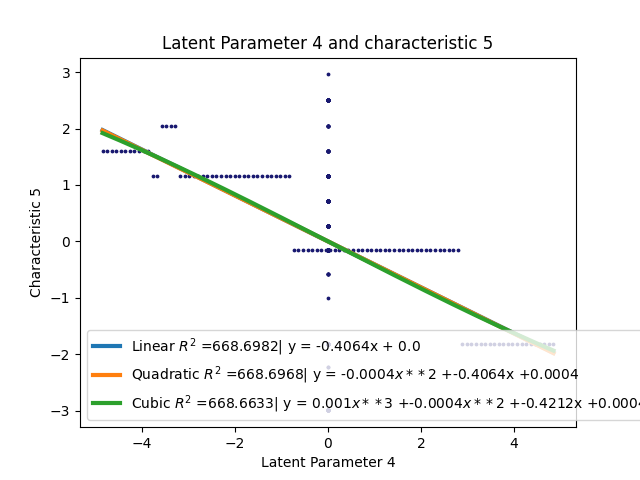 Latent Parameter 4 and characteristic 5
Characteristic 5
3
2
1
0
−1
−2
−3
Linear R² =668.6982| y = -0.4064x + 0.0
Quadratic R² =668.6968| y = -0.0004x**2 +-0.4064x +0.0004
Cubic R² =668.6633| y = 0.001x**3 +-0.0004x**2 +-0.4212x +0.0004
−4 −2 0 2 4
Latent Parameter 4